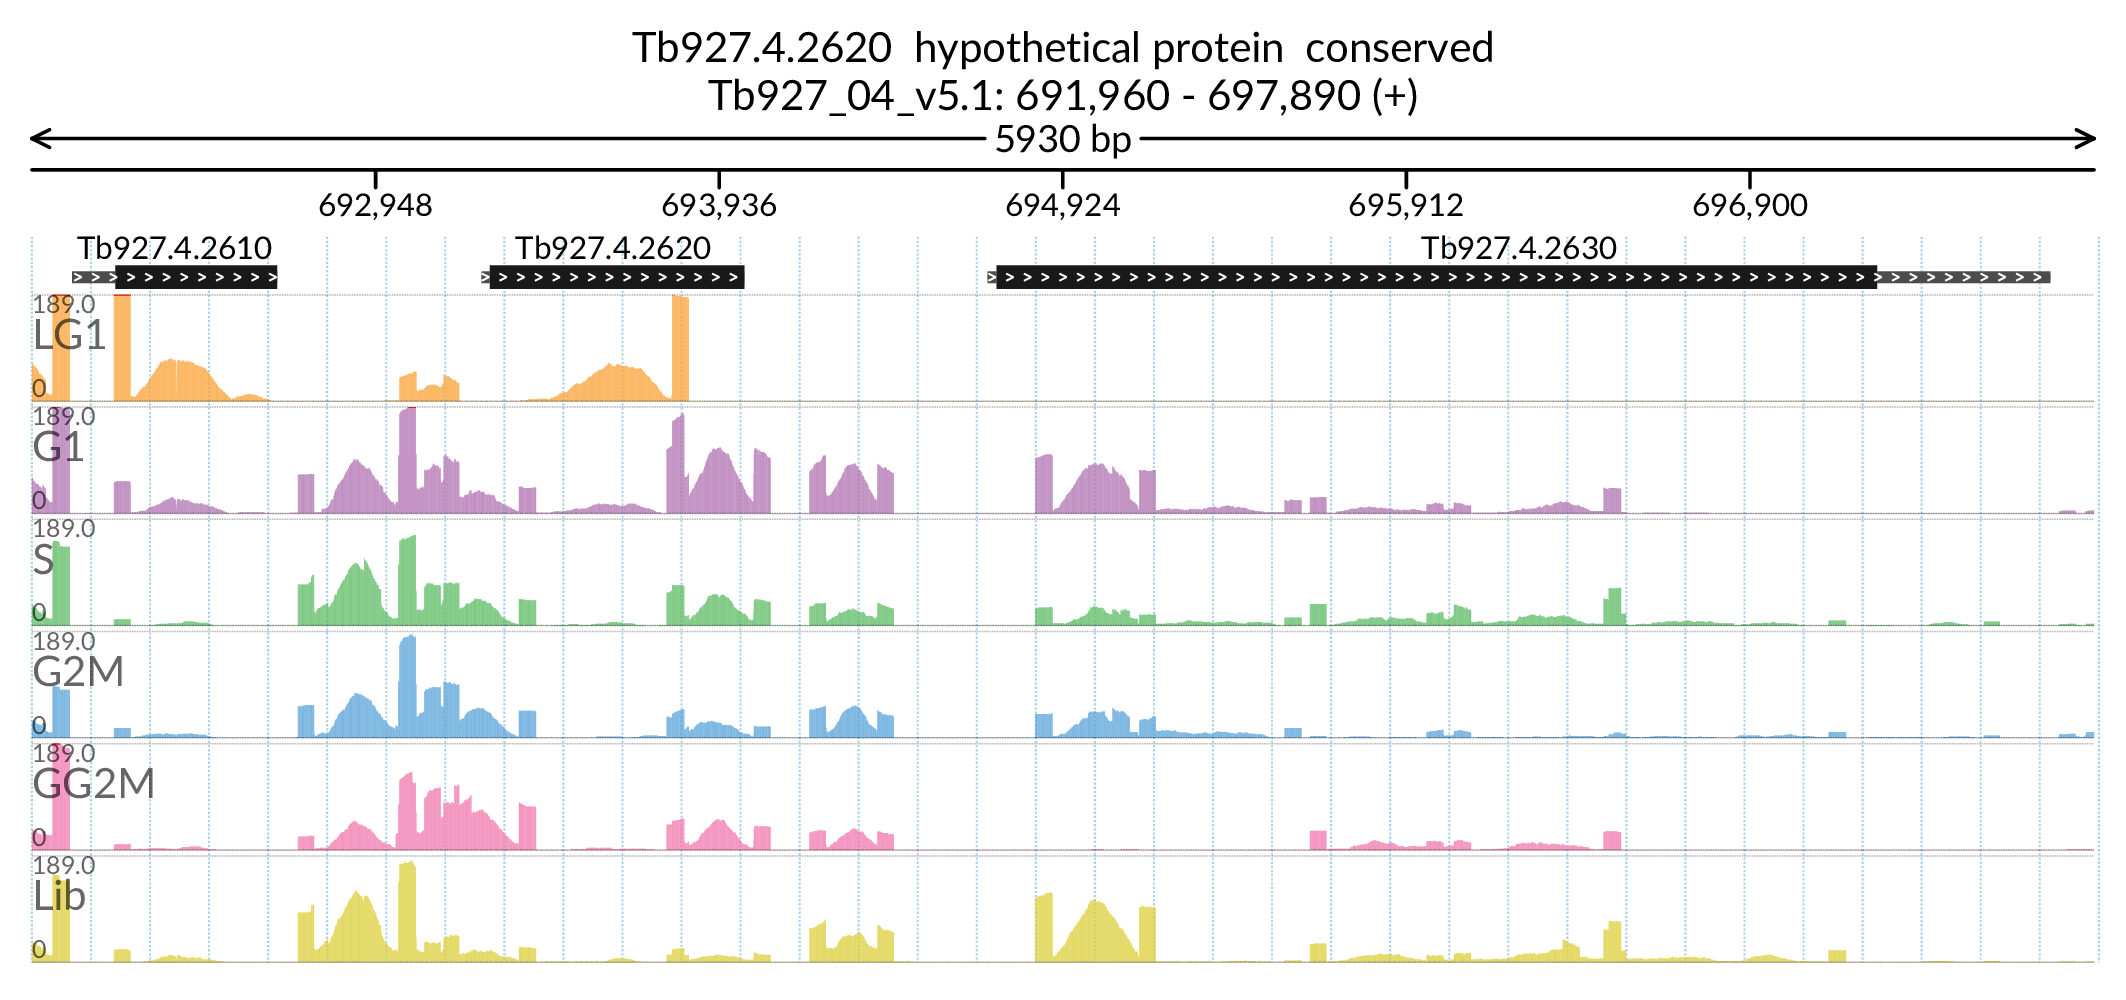 Tb927.4.2620 hypothetical protein conserved
Tb927_04_v5.1: 691,960 - 697,890 (+)
5930 bp
692,948 693,936 694,924 695,912 696,900
Tb927.4.2610 Tb927.4.2620 Tb927.4.2630
189.0
LG1
0
189.0
G1
0
189.0
S
0
189.0
G2M
0
189.0
GG2M
0
189.0
Lib
0